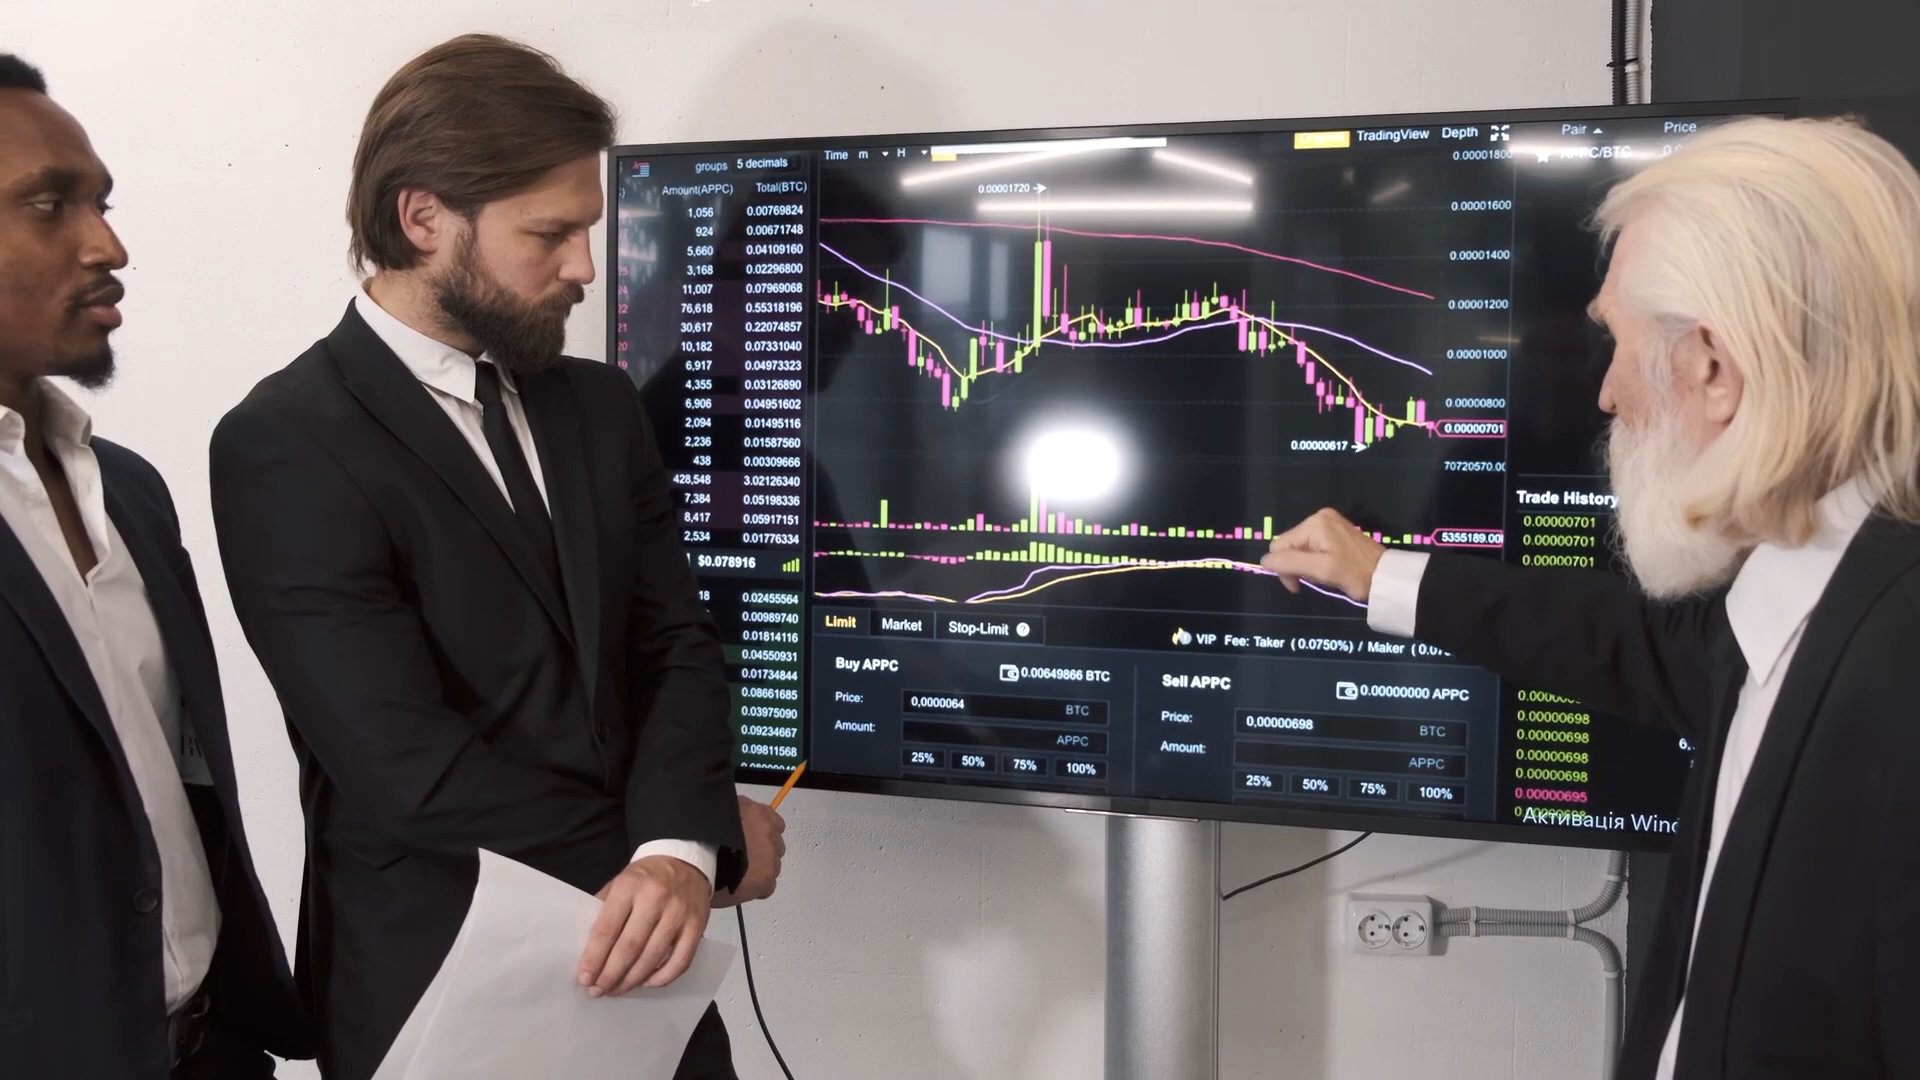 groups 5 decimals
Amount(APPC) Total(BTC)
1,056 0.00769824
924 0.00671748
5,660 0.04109160
3,168 0.02296800
11,007 0.07969068
76,618 0.55318196
30,617 0.22074857
10,182 0.07331040
6,917 0.04973323
4,355 0.03126890
6,906 0.04951602
2,094 0.01495116
2,236 0.01587560
438 0.00309666
428,548 3.02126340
7,384 0.05198336
8,417 0.05917151
2,534 0.01776334
$0.078916
18 0.02455564
0.00989740
0.01814116
0.04550931
0.01734844
0.08661685
0.03975090
0.09234667
0.09811568
Time m H
TradingView Depth
0.00001800
0.00001720
0.00001600
0.00001400
0.00001200
0.00001000
0.00000800
0.00000701
0.00000617
70720570.00
5355189.00
Limit Market Stop-Limit ?
VIP Fee: Taker ( 0.0750%) / Maker ( 0.07
Buy APPC 0.00649866 BTC
Price: 0,0000064 BTC
Amount: APPC
25% 50% 75% 100%
Sell APPC 0.00000000 APPC
Price: 0,00000698 BTC
Amount: APPC
25% 50% 75% 100%
Pair Price
APPC/BTC
Trade History
0.00000701
0.00000701
0.00000701
0.00000698
0.00000698
0.00000698
0.00000698
0.00000698
0.00000695
Активація Wind